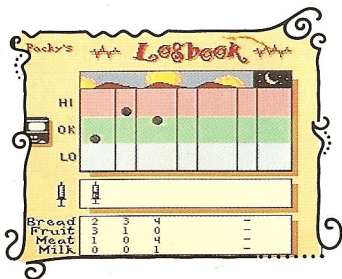 Packy's Logbook
HI
OK
LO
Bread 2 3 4 -
Fruit 3 1 0
Meat 1 0 4 -
Milk 0 0 1 -